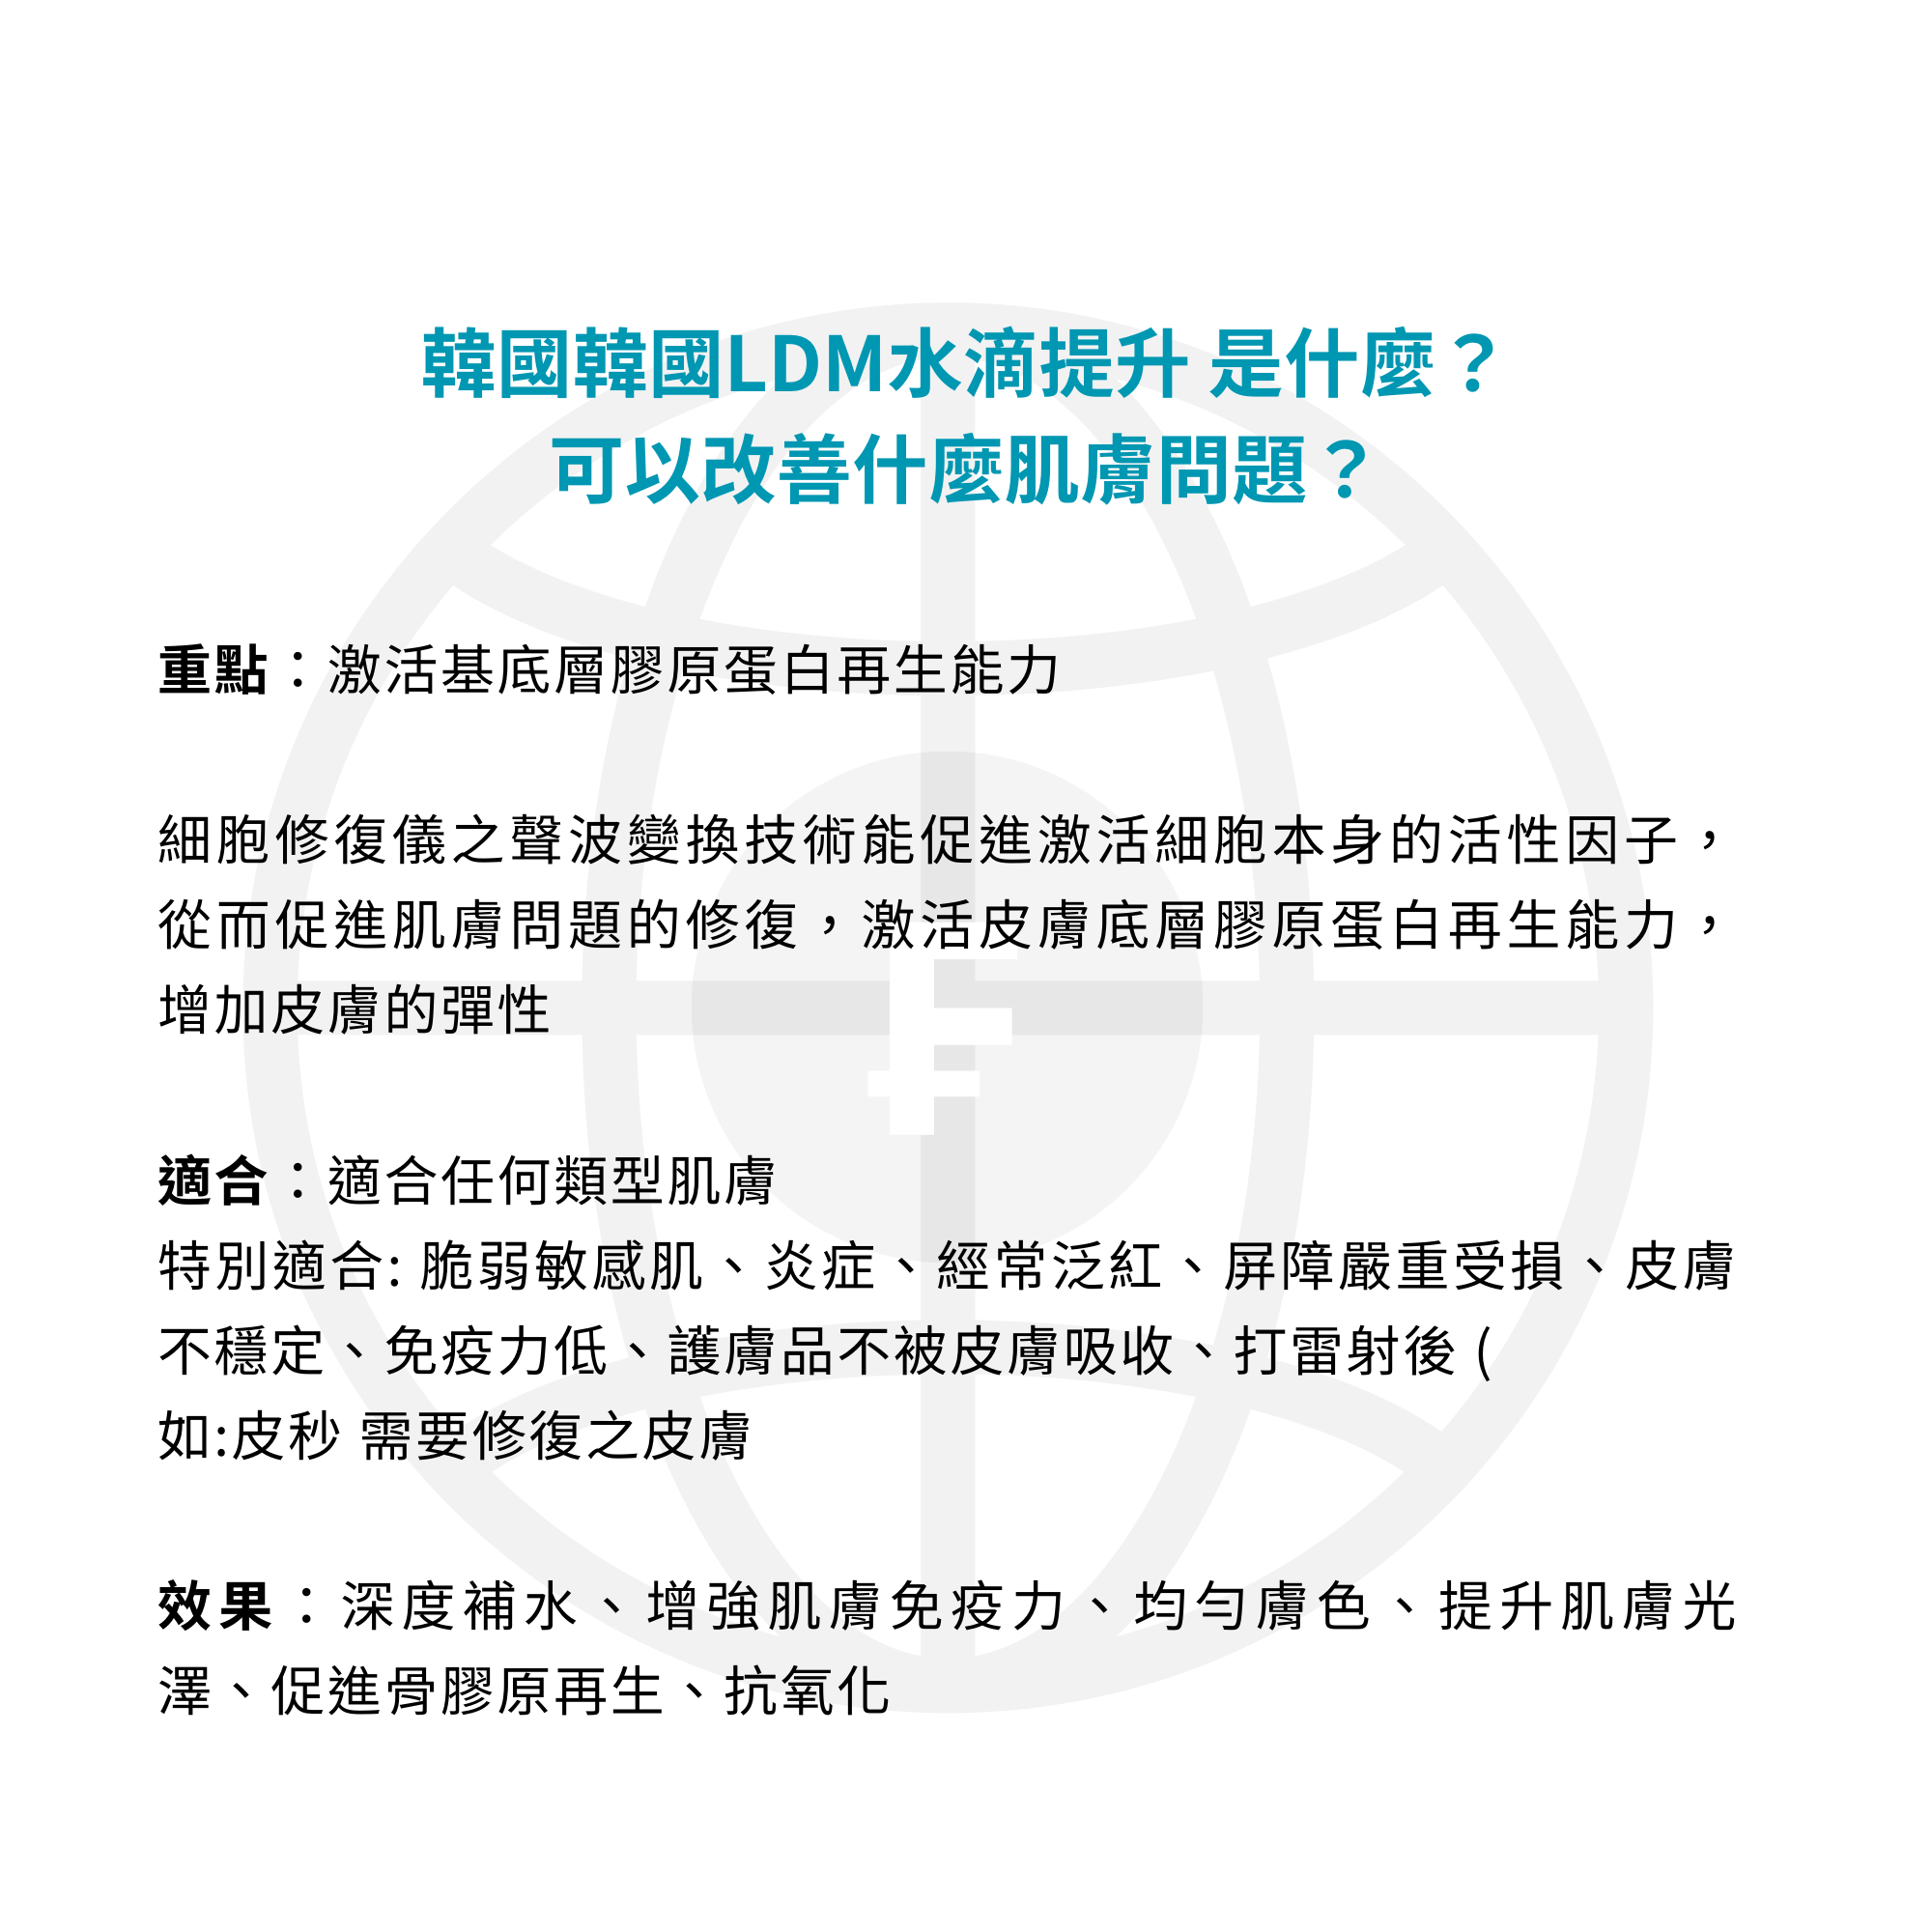 韓國韓國LDM水滴提升 是什麼？
可以改善什麼肌膚問題？
重點：激活基底層膠原蛋白再生能力
細胞修復儀之聲波變換技術能促進激活細胞本身的活性因子，
從而促進肌膚問題的修復，激活皮膚底層膠原蛋白再生能力，
增加皮膚的彈性
適合：適合任何類型肌膚
特別適合: 脆弱敏感肌、炎症、經常泛紅、屏障嚴重受損、皮膚
不穩定、免疫力低、護膚品不被皮膚吸收、打雷射後 (
如:皮秒 需要修復之皮膚
效果：深度補水、增強肌膚免疫力、均勻膚色、提升肌膚光
澤、促進骨膠原再生、抗氧化